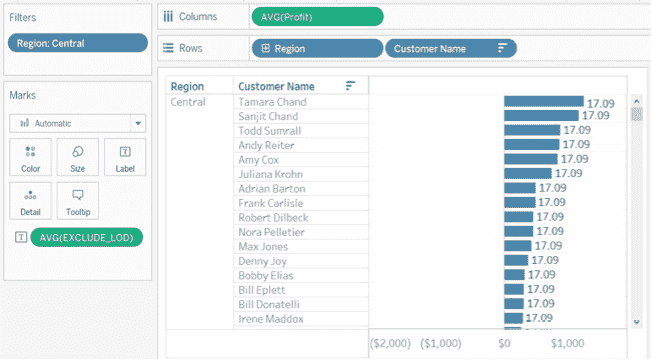 Filters
Region: Central
Marks
Automatic
Color Size Label
Detail Tooltip
AVG(EXCLUDE_LOD)
Columns AVG(Profit)
Rows Region Customer Name
Region Customer Name
Central Tamara Chand 17.09
Sanjit Chand 17.09
Todd Sumrall 17.09
Andy Reiter 17.09
Amy Cox 17.09
Juliana Krohn 17.09
Adrian Barton 17.09
Frank Carlisle 17.09
Robert Dilbeck 17.09
Nora Pelletier 17.09
Max Jones 17.09
Denny Joy 17.09
Bobby Elias 17.09
Bill Eplett 17.09
Bill Donatelli 17.09
Irene Maddox 17.09
($2,000) ($1,000) $0 $1,000